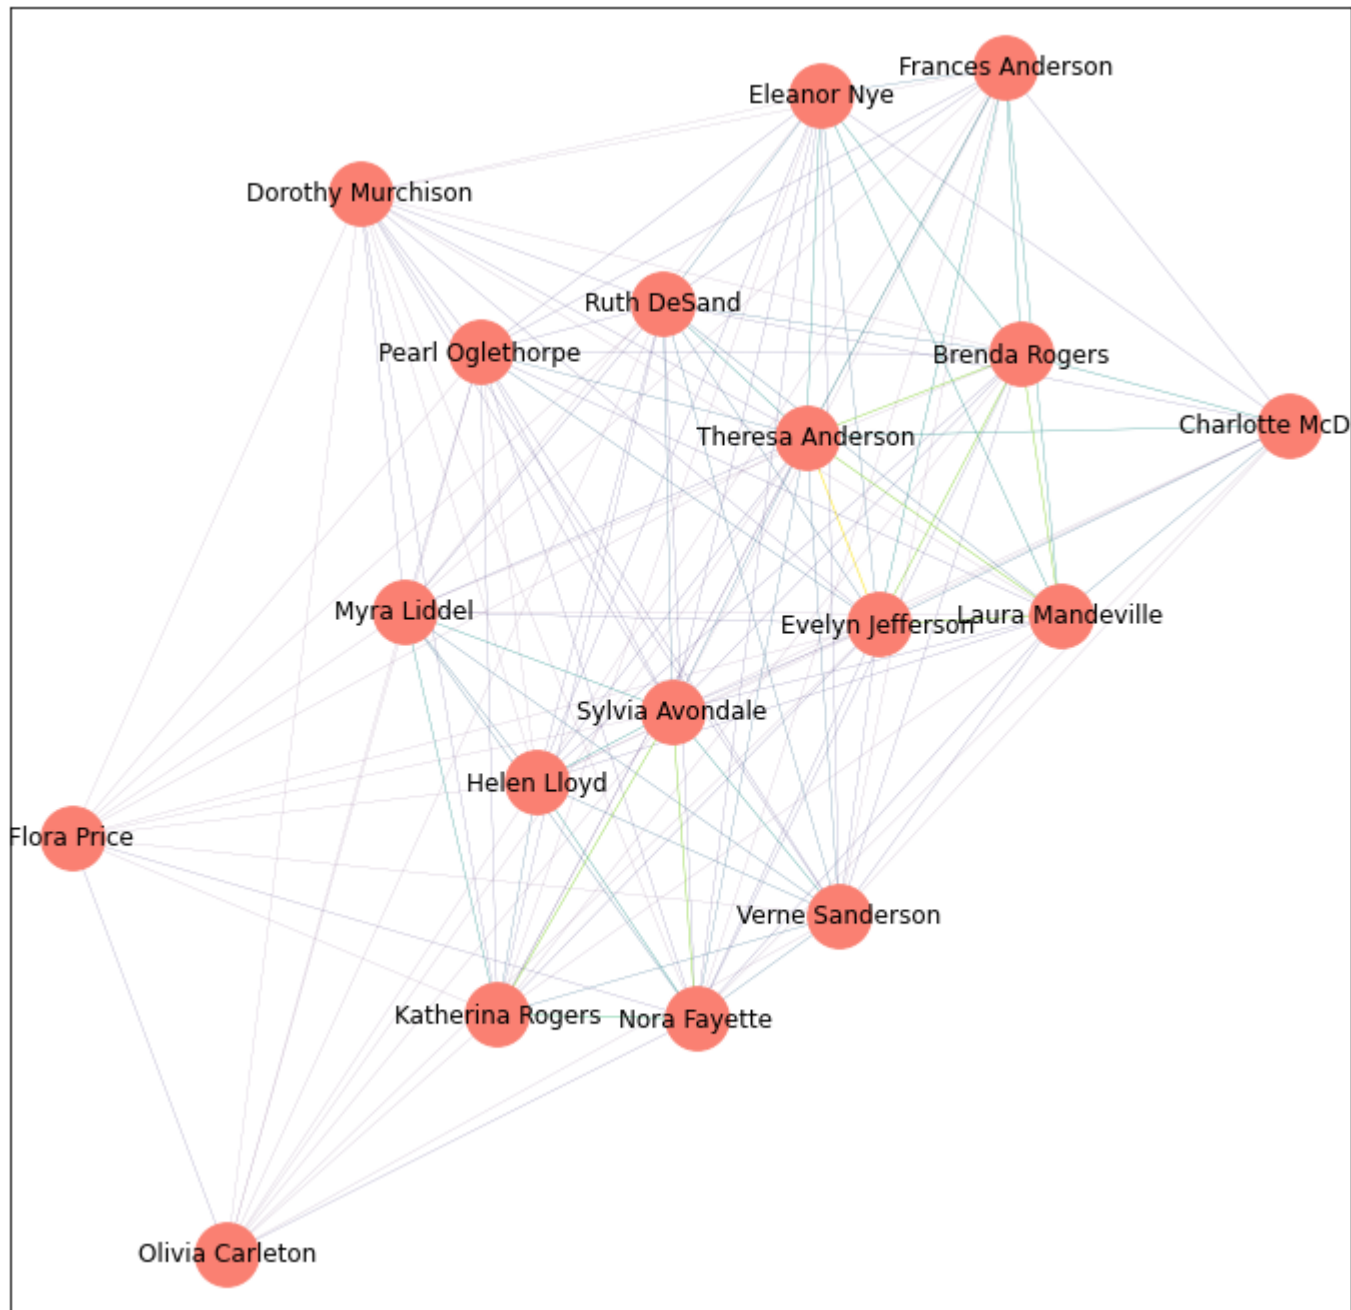 Frances Anderson
Eleanor Nye
Dorothy Murchison
Ruth DeSand
Pearl Oglethorpe
Brenda Rogers
Charlotte McD
Theresa Anderson
Myra Liddel
Evelyn Jefferson
Laura Mandeville
Sylvia Avondale
Helen Lloyd
Flora Price
Verne Sanderson
Katherina Rogers
Nora Fayette
Olivia Carleton